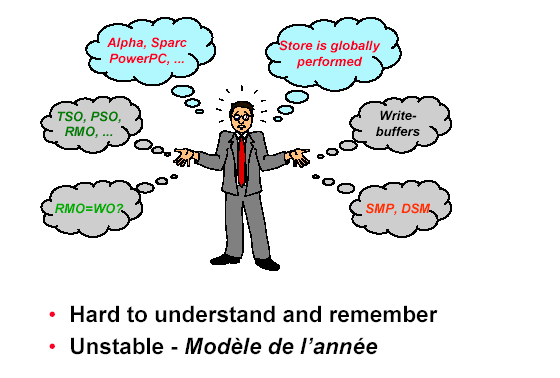 Alpha, Sparc
PowerPC, ...
Store is globally
performed
TSO, PSO,
RMO, ...
Write-
buffers
RMO=WO?
SMP, DSM
• Hard to understand and remember
• Unstable - Modèle de l'année